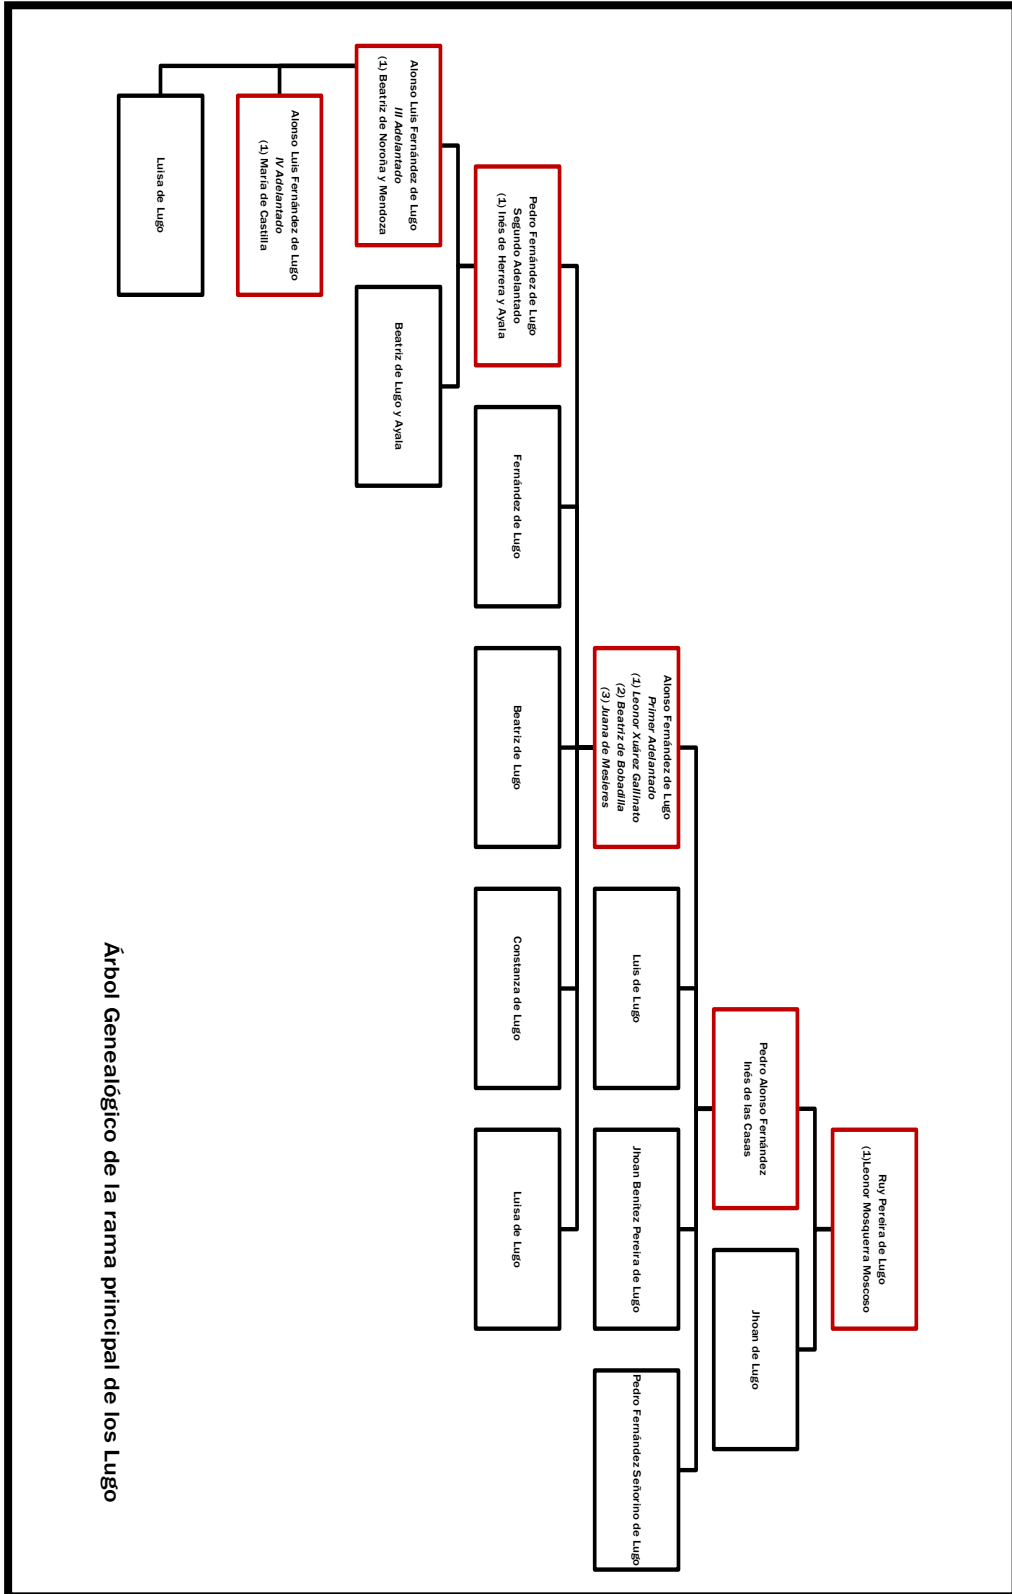 Ruy Pereira de Lugo
(1)Leonor Mosquerra Moscoso
Pedro Alonso Fernández
Inés de las Casas
Jhoan de Lugo
Alonso Fernández de Lugo
Primer Adelantado
(1) Leonor Xuárez Gallinato
(2) Beatriz de Bobadilla
(3) Juana de Mesieres
Luis de Lugo
Jhoan Benítez Pereira de Lugo
Pedro Fernández Señorino de Lugo
Pedro Fernández de Lugo
Segundo Adelantado
(1) Inés de Herrera y Ayala
Fernández de Lugo
Beatriz de Lugo
Constanza de Lugo
Luisa de Lugo
Alonso Luis Fernández de Lugo
III Adelantado
(1) Beatriz de Noroña y Mendoza
Beatriz de Lugo y Ayala
Alonso Luis Fernández de Lugo
IV Adelantado
(1) María de Castilla
Luisa de Lugo
Árbol Genealógico de la rama principal de los Lugo